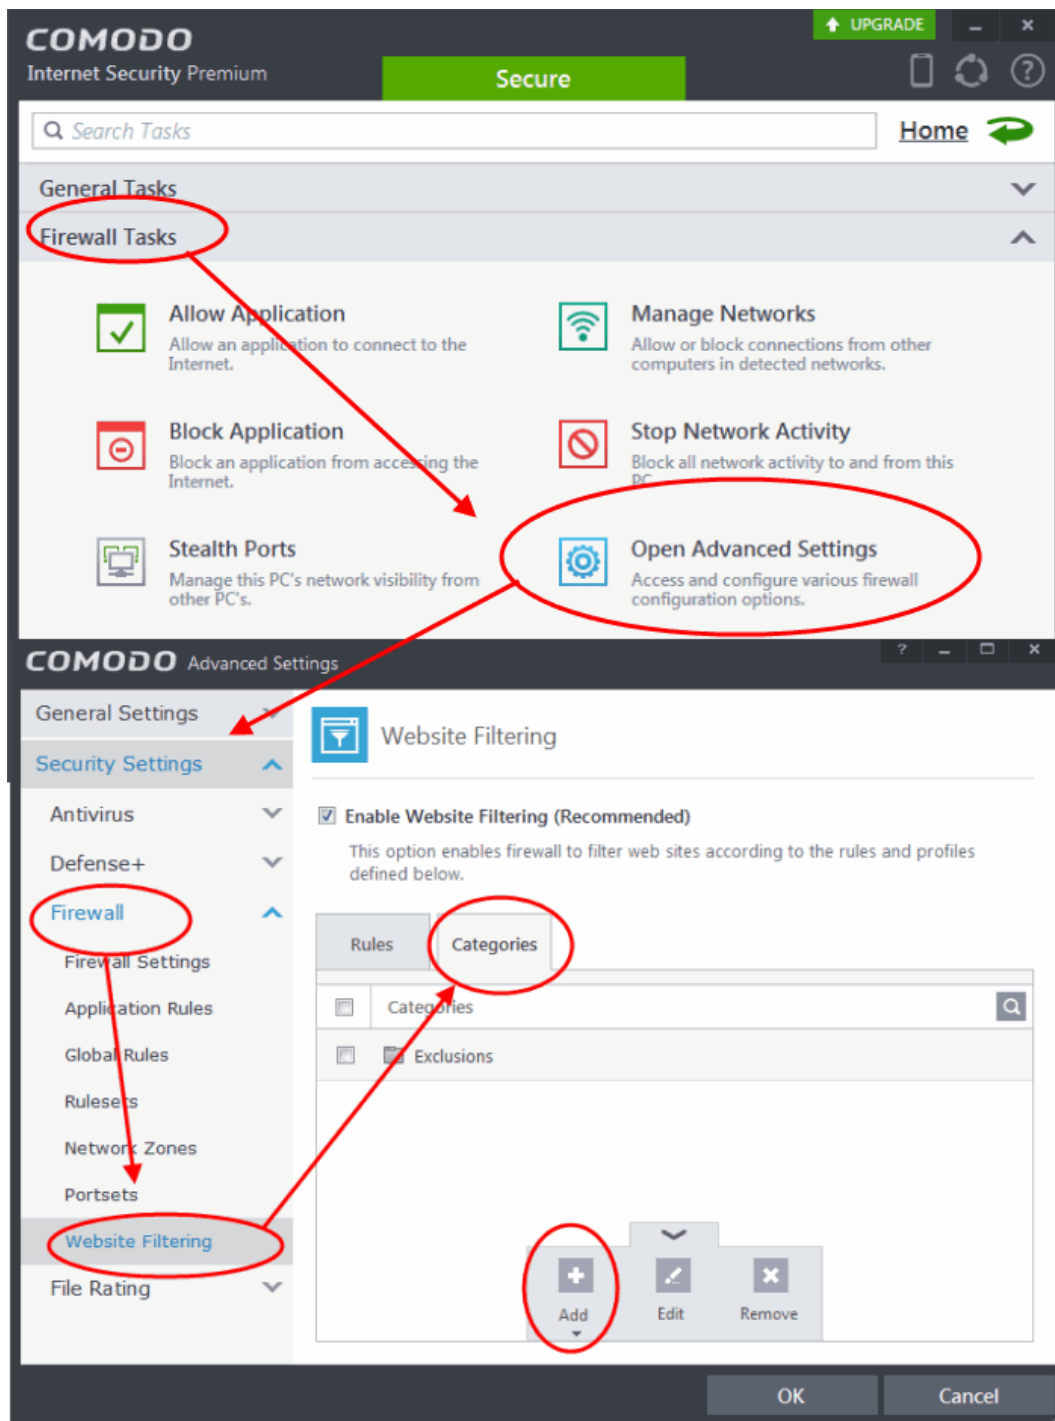 COMODO
Internet Security Premium
UPGRADE
Secure
?
Search Tasks
Home
General Tasks
Firewall Tasks
Allow Application
Allow an application to connect to the
Internet.
Manage Networks
Allow or block connections from other
computers in detected networks.
Block Application
Block an application from accessing the
Internet.
Stop Network Activity
Block all network activity to and from this
PC.
Stealth Ports
Manage this PC's network visibility from
other PC's.
Open Advanced Settings
Access and configure various firewall
configuration options.
COMODO Advanced Settings
?
General Settings
Security Settings
Antivirus
Defense+
Firewall
Firewall Settings
Application Rules
Global Rules
Rulesets
Network Zones
Portsets
Website Filtering
File Rating
Website Filtering
Enable Website Filtering (Recommended)
This option enables firewall to filter web sites according to the rules and profiles
defined below.
Rules
Categories
Categories
Exclusions
Add
Edit
Remove
OK
Cancel